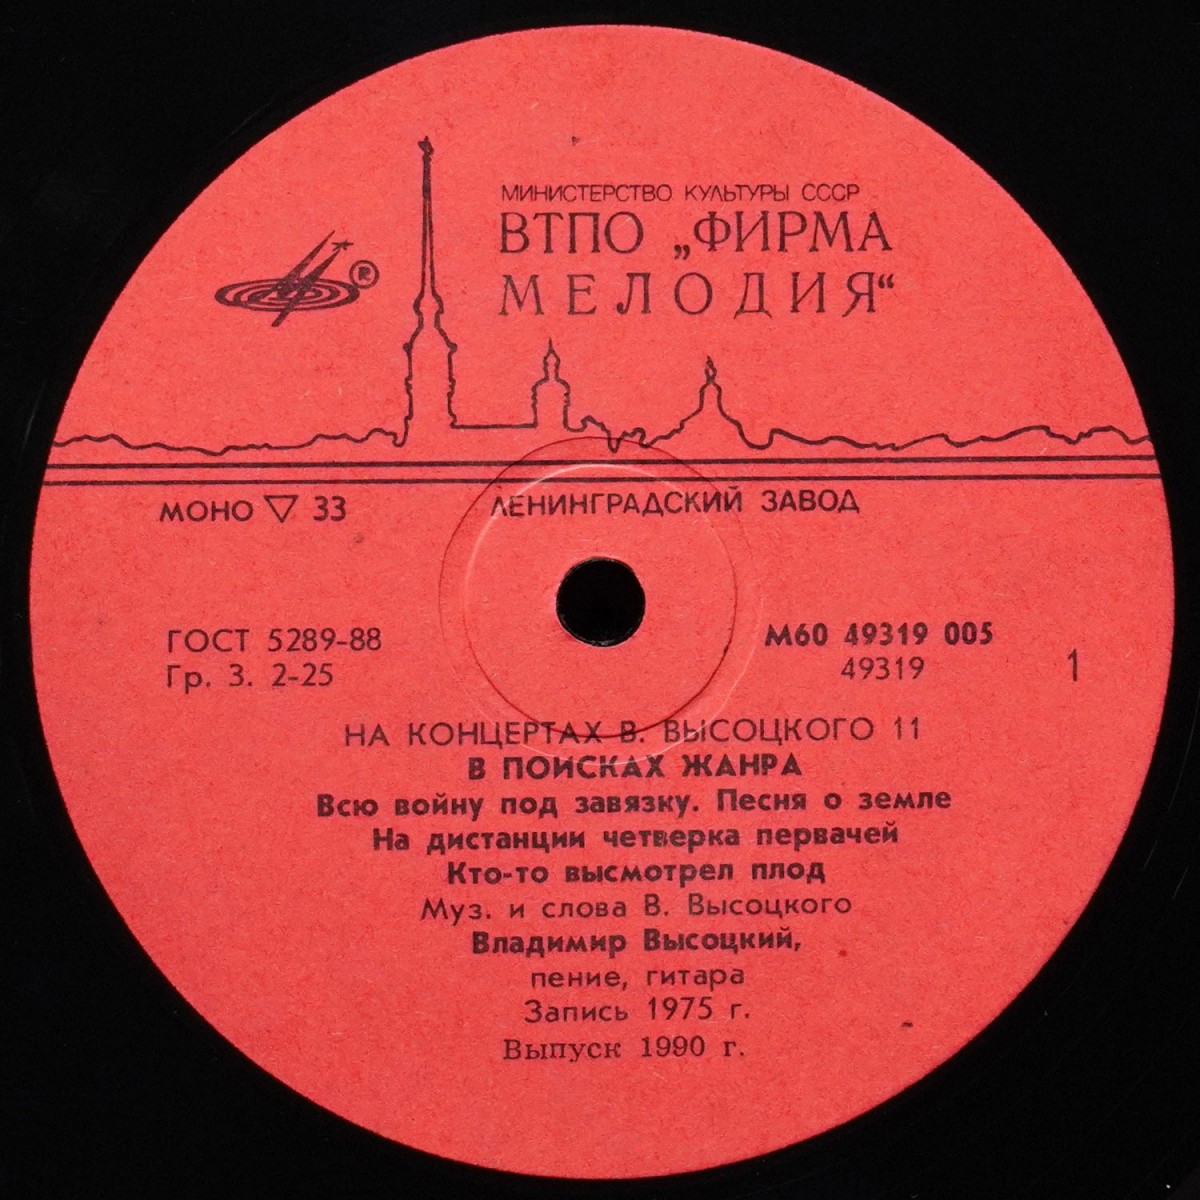 МИНИСТЕРСТВО КУЛЬТУРЫ СССР
ВТПО „ФИРМА
МЕЛОДИЯ“
®
МОНО ▽ 33
ЛЕНИНГРАДСКИЙ ЗАВОД
ГОСТ 5289-88
Гр. 3. 2-25
М60 49319 005
49319
1
НА КОНЦЕРТАХ В. ВЫСОЦКОГО 11
В ПОИСКАХ ЖАНРА
Всю войну под завязку. Песня о земле
На дистанции четверка первачей
Кто-то высмотрел плод
Муз. и слова В. Высоцкого
Владимир Высоцкий,
пение, гитара
Запись 1975 г.
Выпуск 1990 г.